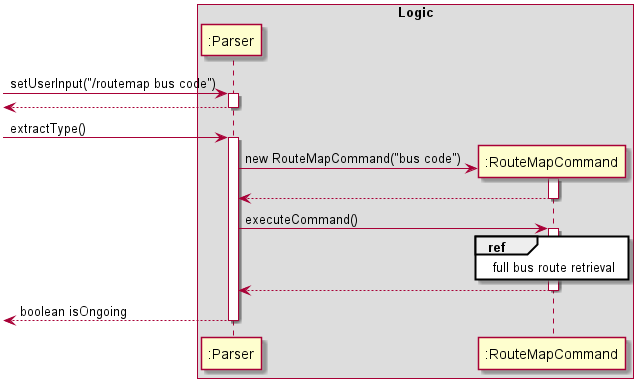 Logic
:Parser
setUserInput("/routemap bus code")
extractType()
new RouteMapCommand("bus code")
:RouteMapCommand
executeCommand()
ref
full bus route retrieval
boolean isOngoing
:Parser
:RouteMapCommand